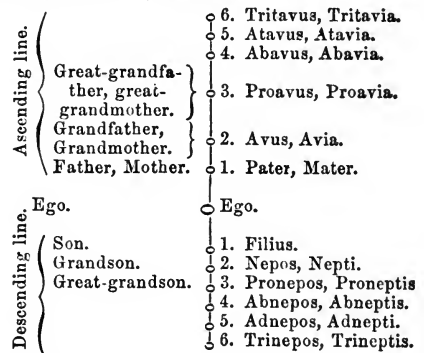 Ascending line.
6. Tritavus, Tritavia.
5. Atavus, Atavia.
4. Abavus, Abavia.
Great-grandfa-
ther, great-
grandmother.
3. Proavus, Proavia.
Grandfather,
Grandmother.
2. Avus, Avia.
Father, Mother.
1. Pater, Mater.
Ego.
Ego.
Descending line.
Son.
1. Filius.
Grandson.
2. Nepos, Nepti.
Great-grandson.
3. Pronepos, Proneptis
4. Abnepos, Abneptis.
5. Adnepos, Adnepti.
6. Trinepos, Trineptis.